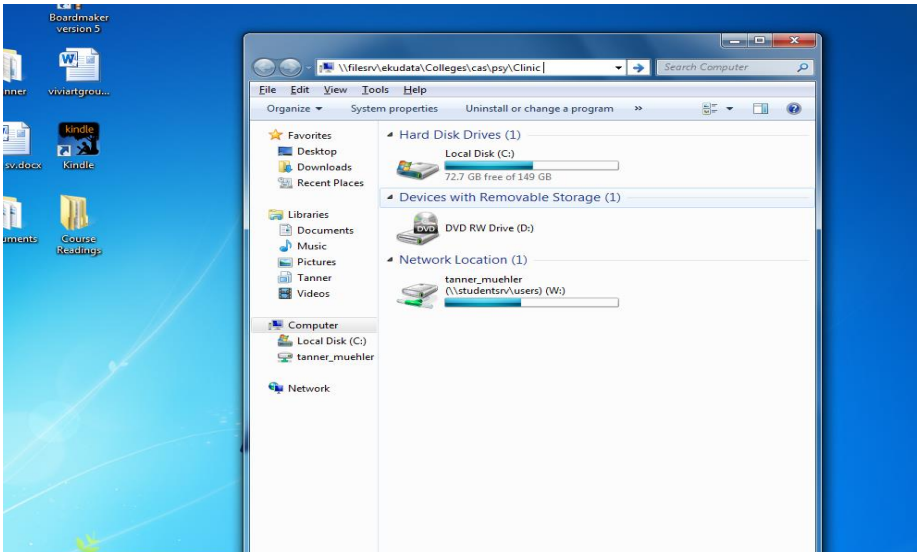 Boardmaker
version 5
nner
viviartgrou...
kindle
sv.docx
Kindle
uments
Course
Readings
\\filesrv\ekudata\Colleges\cas\psy\Clinic
Search Computer
File Edit View Tools Help
Organize System properties Uninstall or change a program »
Favorites
Desktop
Downloads
Recent Places
Libraries
Documents
Music
Pictures
Tanner
Videos
Computer
Local Disk (C:)
tanner_muehler
Network
Hard Disk Drives (1)
Local Disk (C:)
72.7 GB free of 149 GB
Devices with Removable Storage (1)
DVD
DVD RW Drive (D:)
Network Location (1)
tanner_muehler
(\\studentsrv\users) (W:)